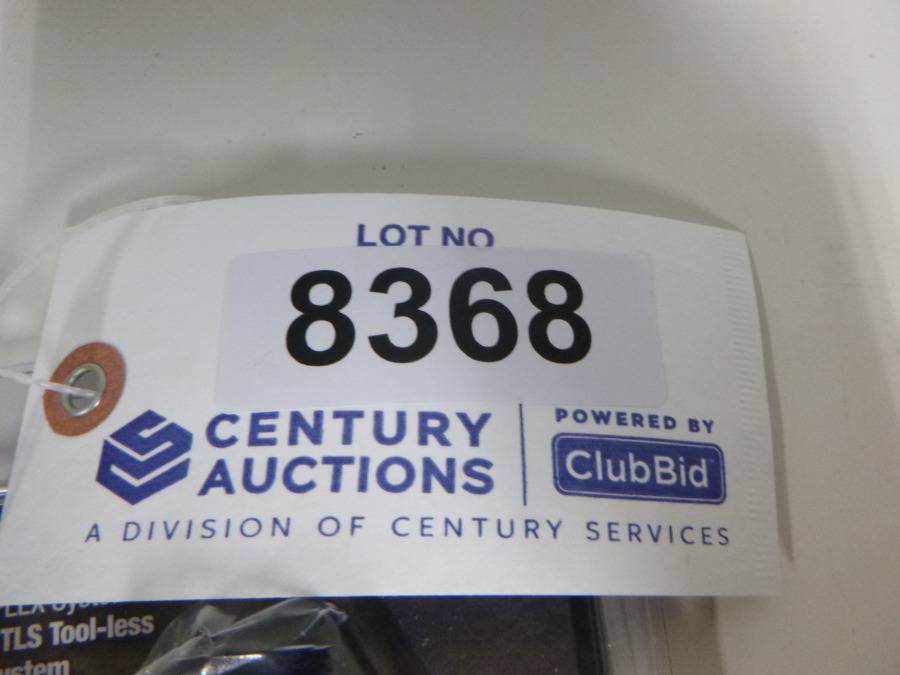 LOT NO
8368
CENTURY
AUCTIONS
POWERED BY
ClubBid
A DIVISION OF CENTURY SERVICES
TLS Tool-less